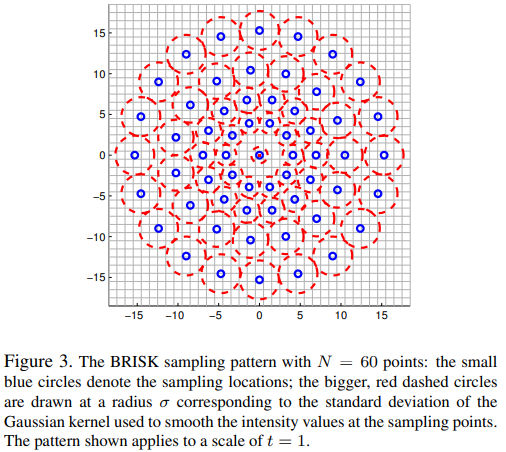 15
10
5
0
−5
−10
−15
−15 −10 −5 0 5 10 15
Figure 3. The BRISK sampling pattern with N = 60 points: the small
blue circles denote the sampling locations; the bigger, red dashed circles
are drawn at a radius σ corresponding to the standard deviation of the
Gaussian kernel used to smooth the intensity values at the sampling points.
The pattern shown applies to a scale of t = 1.